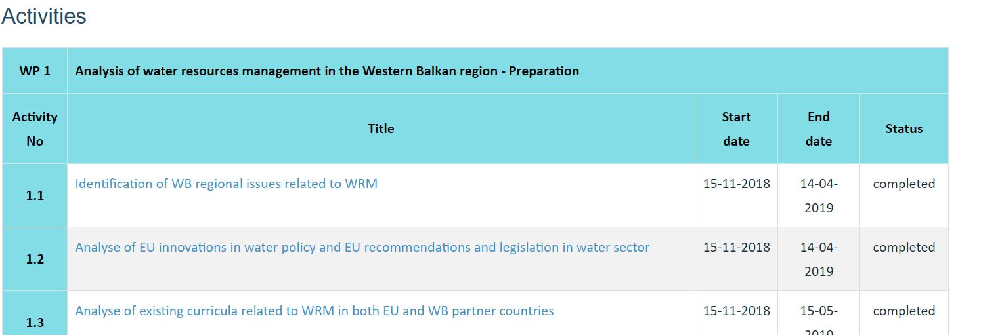 Activities
WP 1 Analysis of water resources management in the Western Balkan region - Preparation
Activity
No
Title
Start
date
End
date
Status
1.1
Identification of WB regional issues related to WRM
15-11-2018
14-04-
2019
completed
1.2
Analyse of EU innovations in water policy and EU recommendations and legislation in water sector
15-11-2018
14-04-
2019
completed
1.3
Analyse of existing curricula related to WRM in both EU and WB partner countries
15-11-2018
15-05-
2019
completed